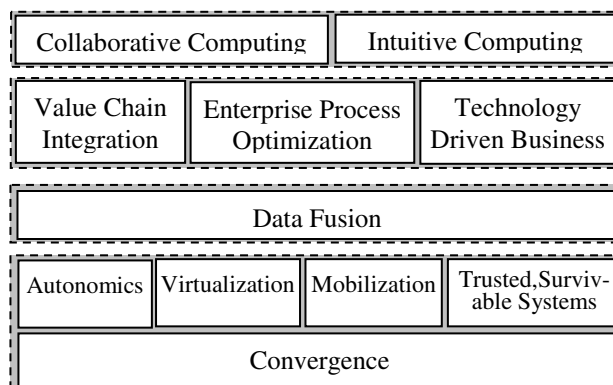 Collaborative Computing
Intuitive Computing
Value Chain
Integration
Enterprise Process
Optimization
Technology
Driven Business
Data Fusion
Autonomics
Virtualization
Mobilization
Trusted,Surviv-
able Systems
Convergence